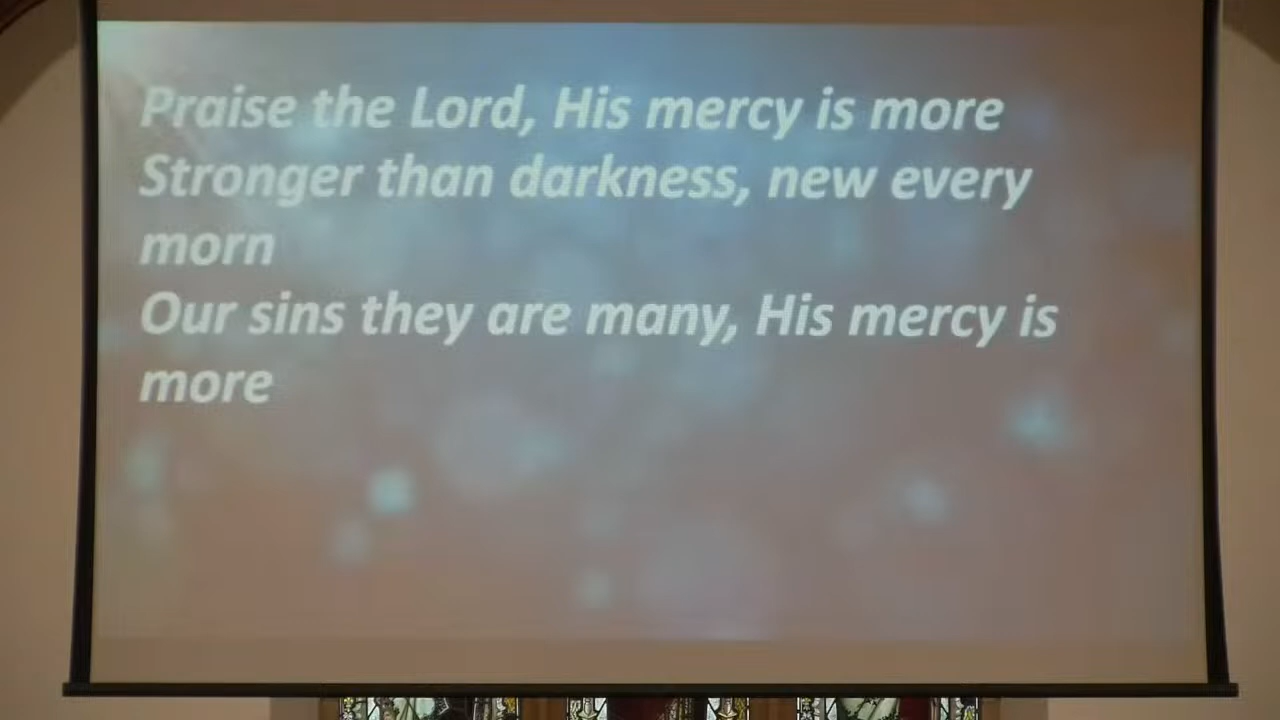 Praise the Lord, His mercy is more
Stronger than darkness, new every
morn
Our sins they are many, His mercy is
more